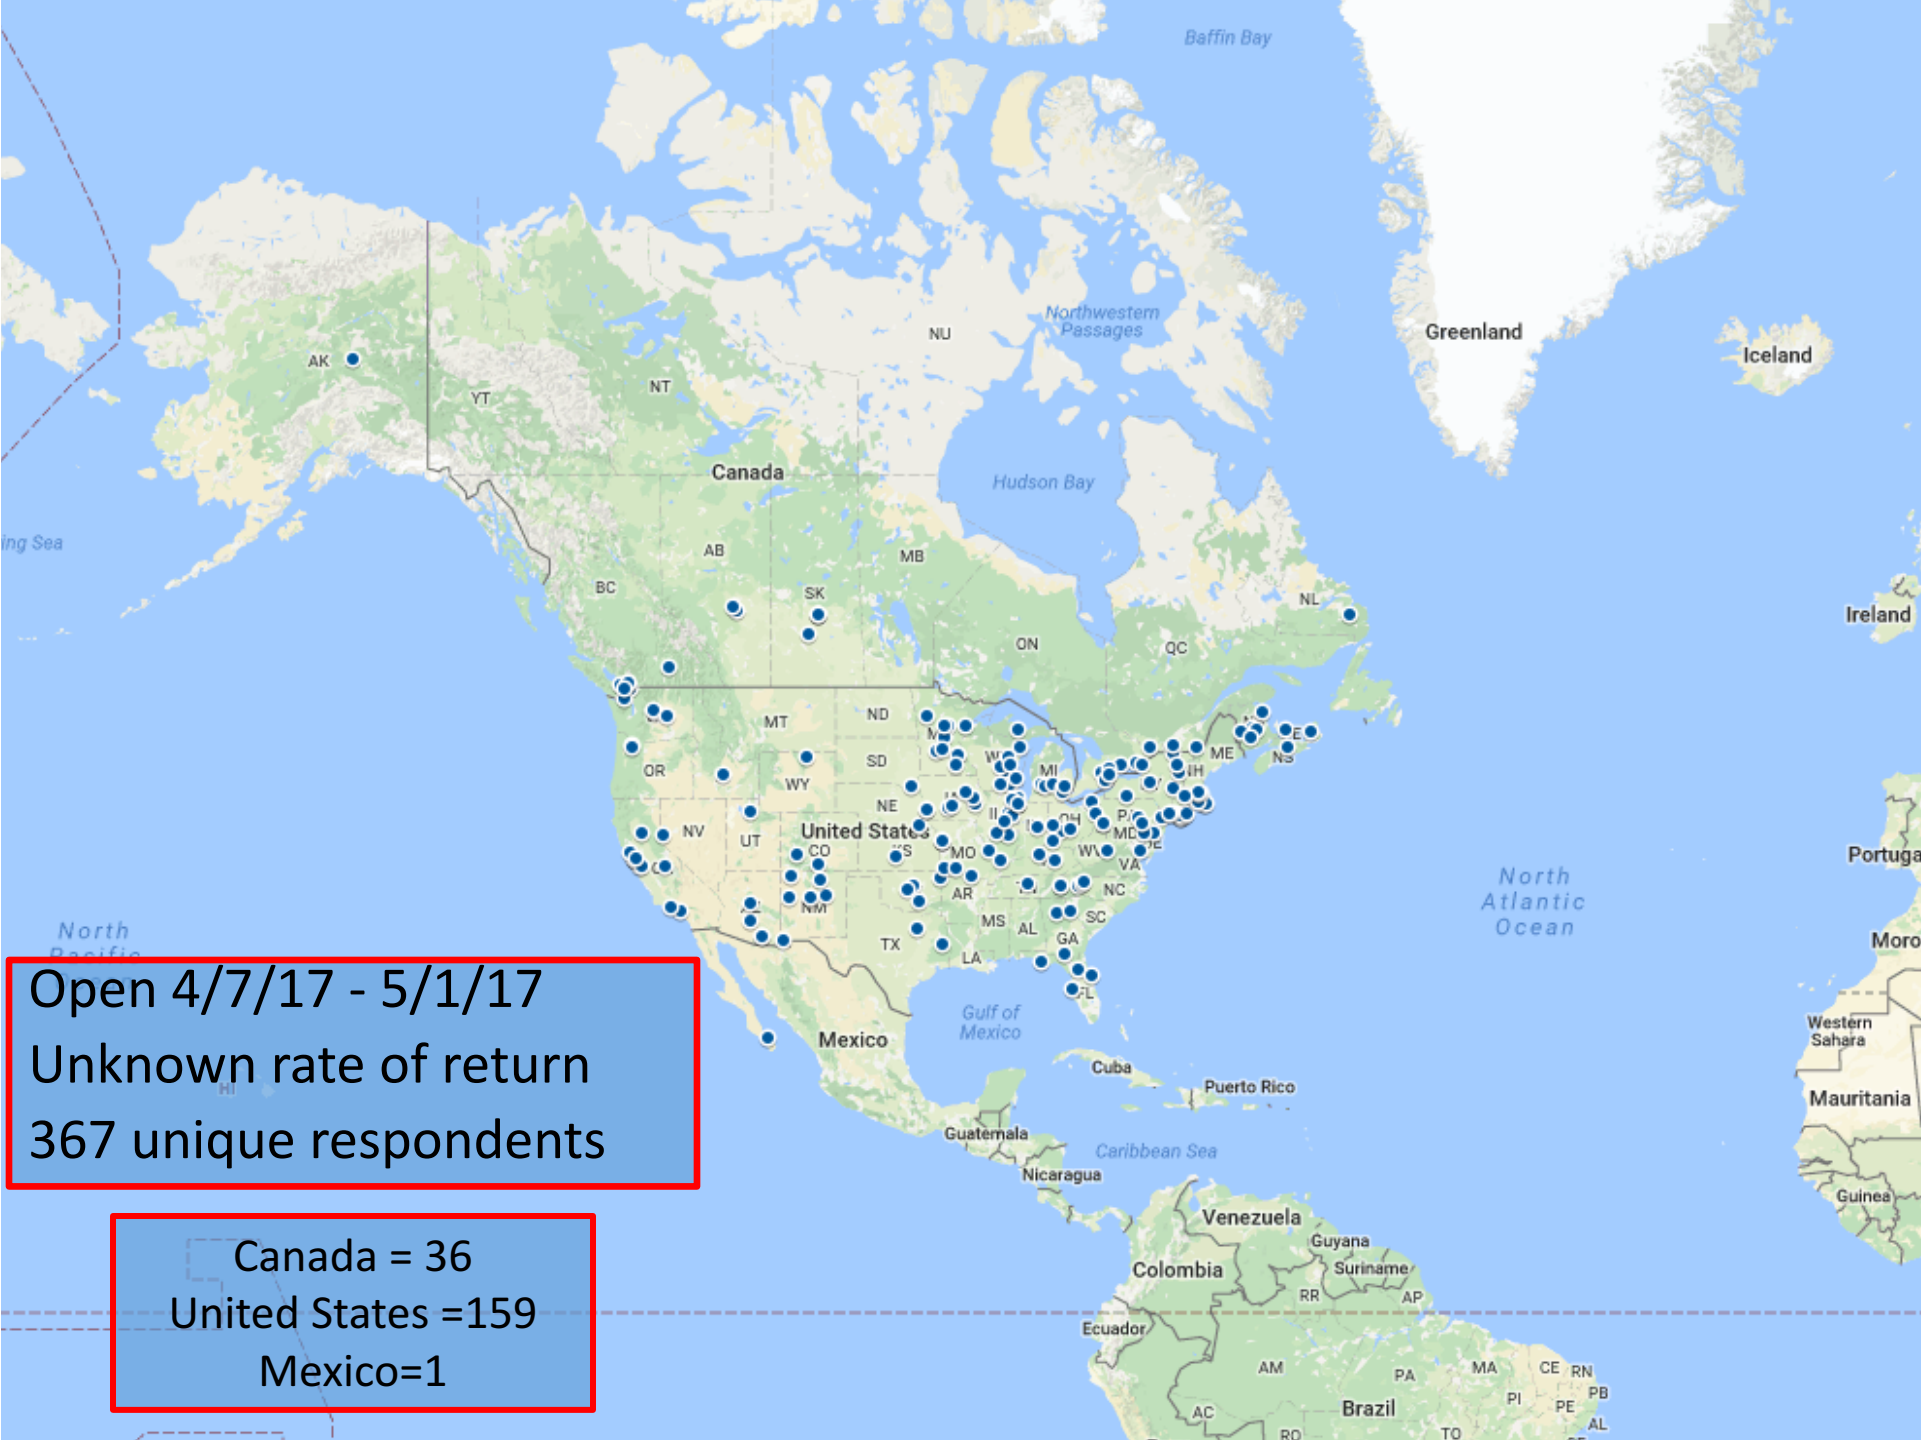 Baffin Bay
Greenland
Iceland
Northwestern
Passages
NU
AK
YT
NT
Canada
Hudson Bay
ing Sea
AB
MB
BC
SK
NL
Ireland
ON
QC
MT
ND
ME
NS
OR
WY
SD
MI
NE
NV
UT
United States
CO
MO
MD
VA
Portuga
AR
NC
NM
MS
AL
SC
GA
TX
LA
FL
North
Atlantic
Ocean
North
Pacific
Ocean
Moro
Open 4/7/17 - 5/1/17
Unknown rate of return
367 unique respondents
HI
Gulf of
Mexico
Mexico
Western
Sahara
Cuba
Puerto Rico
Mauritania
Guatemala
Caribbean Sea
Nicaragua
Guinea
Venezuela
Guyana
Suriname
Colombia
RR
AP
Ecuador
Canada = 36
United States =159
Mexico=1
AM
PA
MA
CE
RN
PB
PI
PE
AL
AC
Brazil
RO
TO